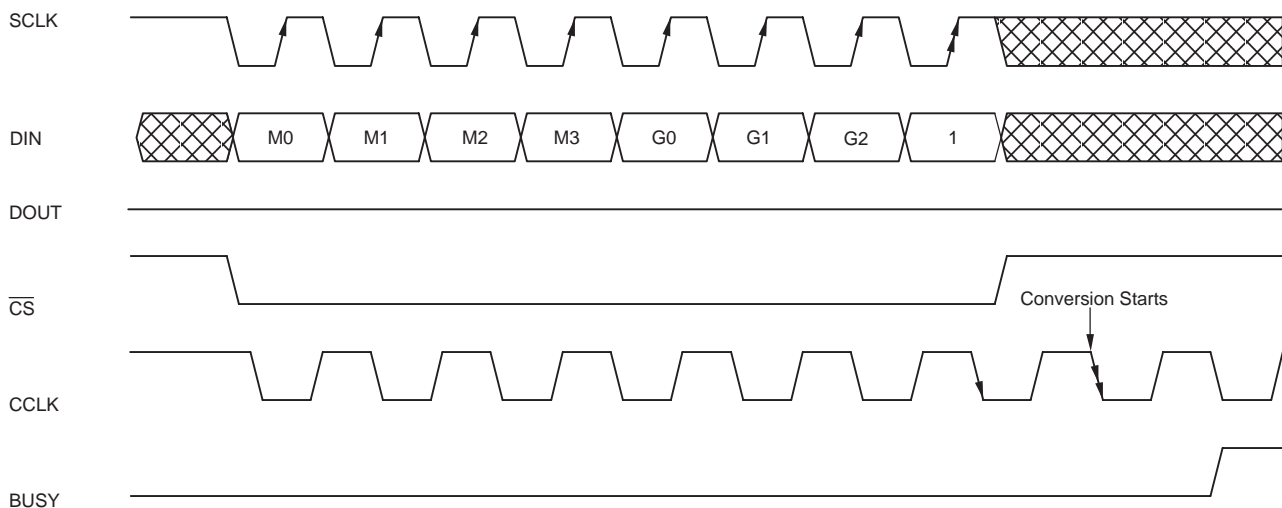 SCLK
DIN
M0 M1 M2 M3 G0 G1 G2 1
DOUT
CS
Conversion Starts
CCLK
BUSY